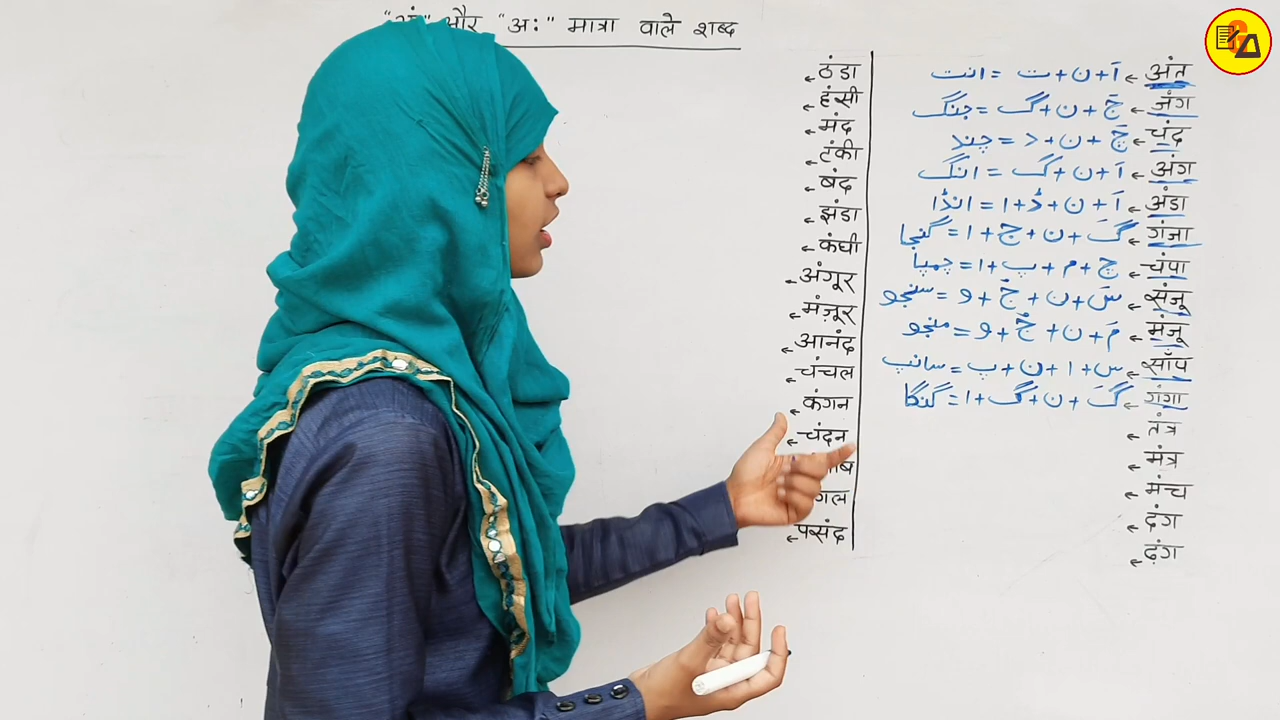 और "अः" मात्रा वाले शब्द
अंत ← اَ+ن+ت = انت
जंग ← جَ+ن+گ = جنگ
चंद ← چَ+ن+د = چند
अंग ← اَ+ن+گ = انگ
अंडा ← اَ+ن+ڈ+ا = انڈا
गंजा ← گَ+ن+ج+ا = گنجا
चंपा ← چ+م+پ+ا = چمپا
संजू ← سَ+ن+جُ+و = سنجو
मंजू ← مَ+ن+جُ+و = منجو
साँप ← س+ا+ن+پ = سانپ
गंगा ← گَ+ن+گ+ا = گنگا
तंत्र ←
मंत्र ←
मंच ←
दंग ←
ढ़ंग ←
ठंडा ←
हंसी ←
मंद ←
टंकी ←
बंद ←
झंडा ←
कंघी ←
अंगूर ←
मंज़ूर ←
आनंद ←
चंचल ←
कंगन ←
चंदन ←
पसंद ←